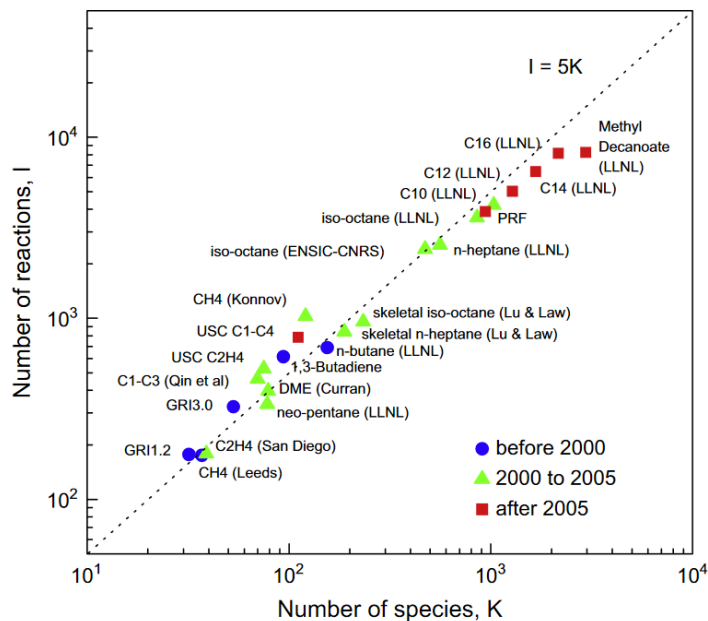 I = 5K
Methyl
C16 (LLNL)
Decanoate
(LLNL)
C12 (LLNL)
C14 (LLNL)
C10 (LLNL)
iso-octane (LLNL)
PRF
iso-octane (ENSIC-CNRS)
n-heptane (LLNL)
CH4 (Konnov)
skeletal iso-octane (Lu & Law)
USC C1-C4
skeletal n-heptane (Lu & Law)
n-butane (LLNL)
USC C2H4
1,3-Butadiene
C1-C3 (Qin et al)
DME (Curran)
GRI3.0
neo-pentane (LLNL)
GRI1.2
C2H4 (San Diego)
CH4 (Leeds)
before 2000
2000 to 2005
after 2005
Number of reactions, I
10^4
10^3
10^2
10^1 10^2 10^3 10^4
Number of species, K